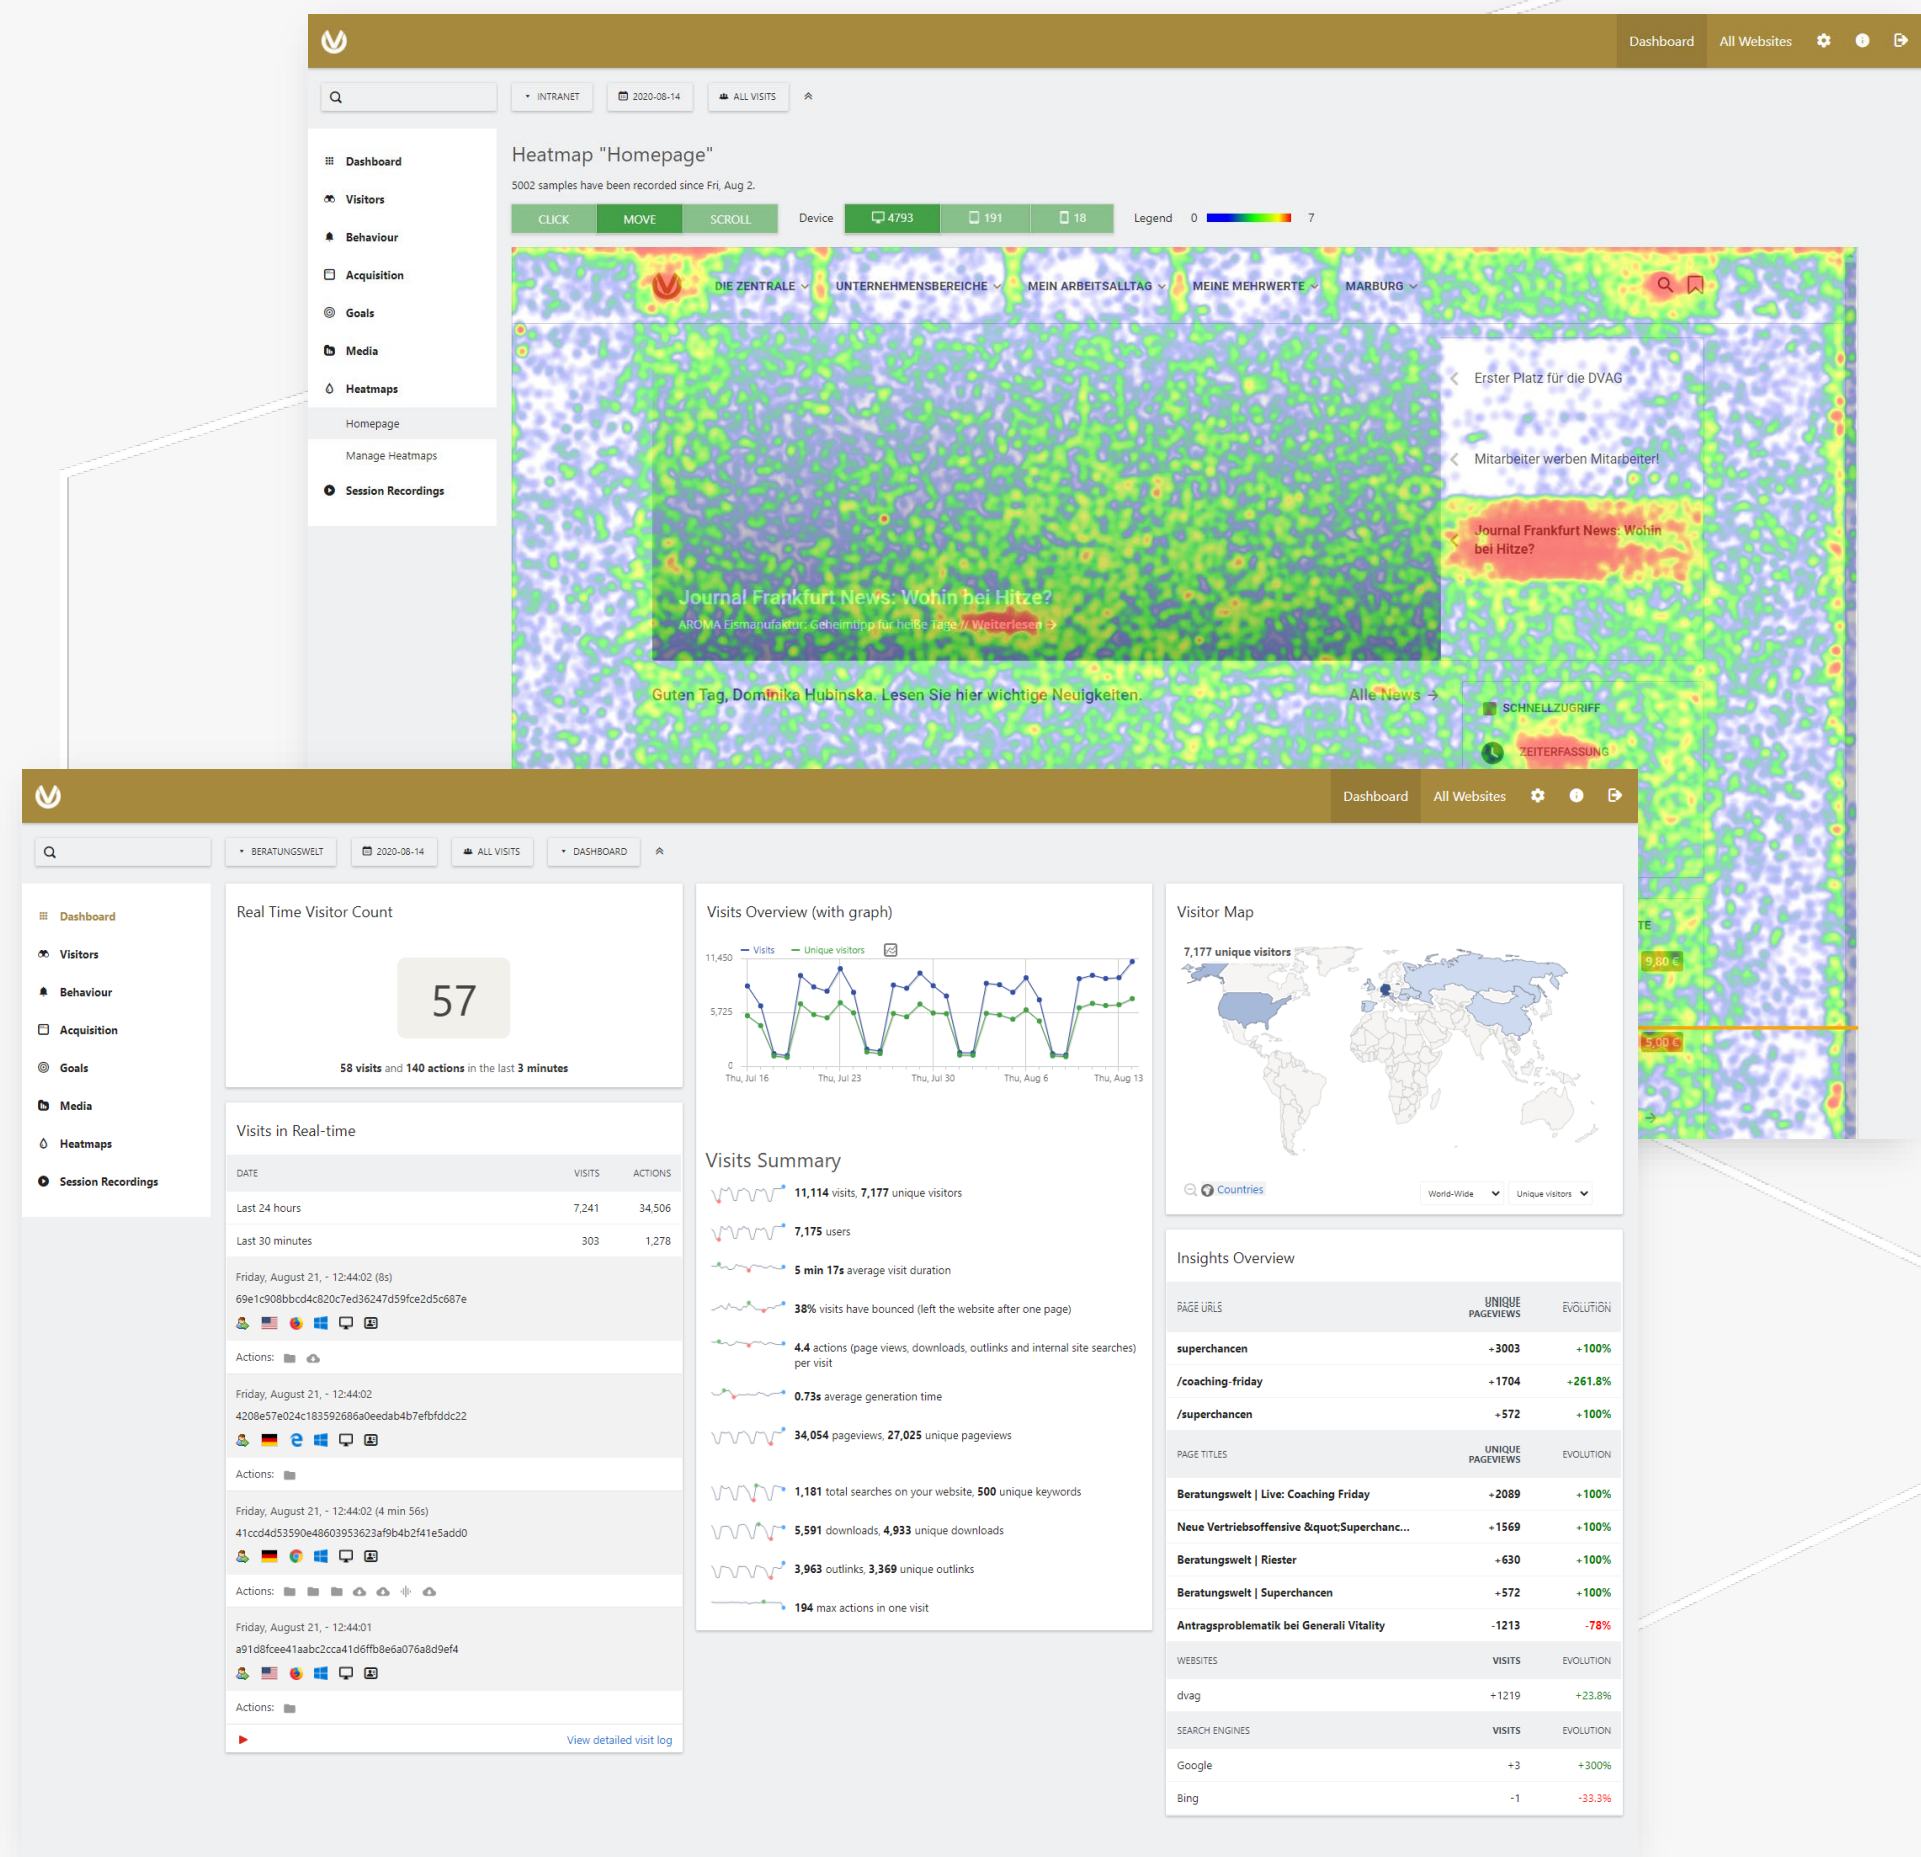 Dashboard
All Websites
INTRANET
2020-08-14
ALL VISITS
Dashboard
Visitors
Behaviour
Acquisition
Goals
Media
Heatmaps
Homepage
Manage Heatmaps
Session Recordings
Heatmap "Homepage"
5002 samples have been recorded since Fri, Aug 2.
CLICK
MOVE
SCROLL
Device
4793
191
18
Legend
0
7
DIE ZENTRALE
UNTERNEHMENSBEREICHE
MEIN ARBEITSALLTAG
MEINE MEHRWERTE
MARBURG
Erster Platz für die DVAG
Mitarbeiter werben Mitarbeiter!
Journal Frankfurt News: Wohin
bei Hitze?
Journal Frankfurt News: Wohin bei Hitze?
AROMA Eismanufaktur: Geheimtipp für heiße Tage // Weiterlesen →
Guten Tag, Dominika Hubinska. Lesen Sie hier wichtige Neuigkeiten.
Alle News →
SCHNELLZUGRIFF
ZEITERFASSUNG
TE
9,80 €
5,00 €
Dashboard
All Websites
BERATUNGSWELT
2020-08-14
ALL VISITS
DASHBOARD
Dashboard
Visitors
Behaviour
Acquisition
Goals
Media
Heatmaps
Session Recordings
Real Time Visitor Count
57
58 visits and 140 actions in the last 3 minutes
Visits in Real-time
DATE VISITS ACTIONS
Last 24 hours 7,241 34,506
Last 30 minutes 303 1,278
Friday, August 21, - 12:44:02 (8s)
69e1c908bbcd4c820c7ed36247d59fce2d5c687e
Actions:
Friday, August 21, - 12:44:02
4208e57e024c183592686a0eedab4b7efbfddc22
Actions:
Friday, August 21, - 12:44:02 (4 min 56s)
41ccd4d53590e48603953623af9b4b2f41e5add0
Actions:
Friday, August 21, - 12:44:01
a91d8fcee41aabc2cca41d6ffb8e6a076a8d9ef4
Actions:
View detailed visit log
Visits Overview (with graph)
Visits
Unique visitors
11,450
5,725
0
Thu, Jul 16
Thu, Jul 23
Thu, Jul 30
Thu, Aug 6
Thu, Aug 13
Visits Summary
11,114 visits, 7,177 unique visitors
7,175 users
5 min 17s average visit duration
38% visits have bounced (left the website after one page)
4.4 actions (page views, downloads, outlinks and internal site searches)
per visit
0.73s average generation time
34,054 pageviews, 27,025 unique pageviews
1,181 total searches on your website, 500 unique keywords
5,591 downloads, 4,933 unique downloads
3,963 outlinks, 3,369 unique outlinks
194 max actions in one visit
Visitor Map
7,177 unique visitors
Countries
World-Wide
Unique visitors
Insights Overview
PAGE URLS UNIQUE PAGEVIEWS EVOLUTION
superchancen +3003 +100%
/coaching-friday +1704 +261.8%
/superchancen +572 +100%
PAGE TITLES UNIQUE PAGEVIEWS EVOLUTION
Beratungswelt | Live: Coaching Friday +2089 +100%
Neue Vertriebsoffensive &quot;Superchanc... +1569 +100%
Beratungswelt | Riester +630 +100%
Beratungswelt | Superchancen +572 +100%
Antragsproblematik bei Generali Vitality -1213 -78%
WEBSITES VISITS EVOLUTION
dvag +1219 +23.8%
SEARCH ENGINES VISITS EVOLUTION
Google +3 +300%
Bing -1 -33.3%